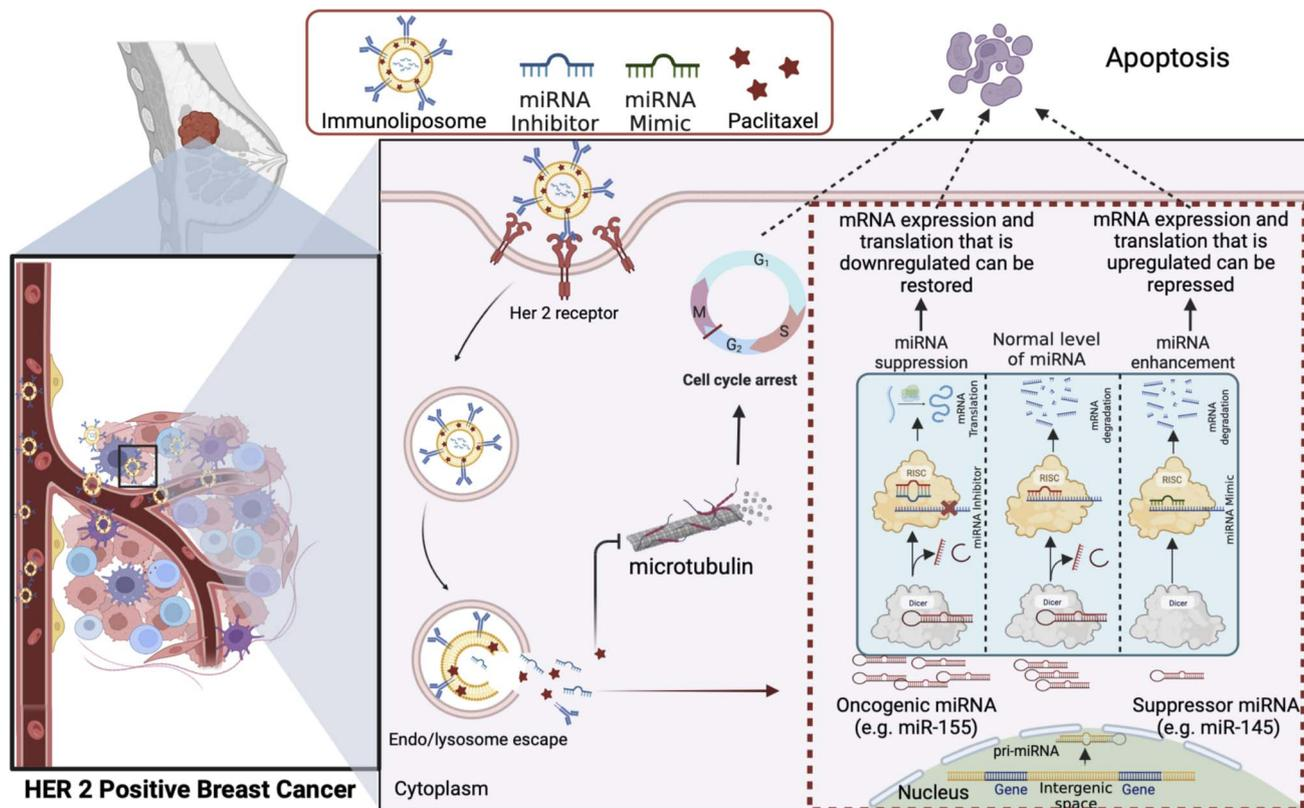 Immunoliposome
miRNA
Inhibitor
miRNA
Mimic
Paclitaxel
Apoptosis
HER 2 Positive Breast Cancer
Her 2 receptor
G1
M
S
G2
Cell cycle arrest
microtubulin
Endo/lysosome escape
Cytoplasm
mRNA expression and
translation that is
downregulated can be
restored
mRNA expression and
translation that is
upregulated can be
repressed
miRNA
suppression
Normal level
of miRNA
miRNA
enhancement
mRNA
Translation
mRNA
degradation
mRNA
degradation
RISC
RISC
RISC
miRNA Inhibitor
miRNA Mimic
Dicer
Dicer
Dicer
Oncogenic miRNA
(e.g. miR-155)
Suppressor miRNA
(e.g. miR-145)
pri-miRNA
Nucleus
Gene
Intergenic
space
Gene